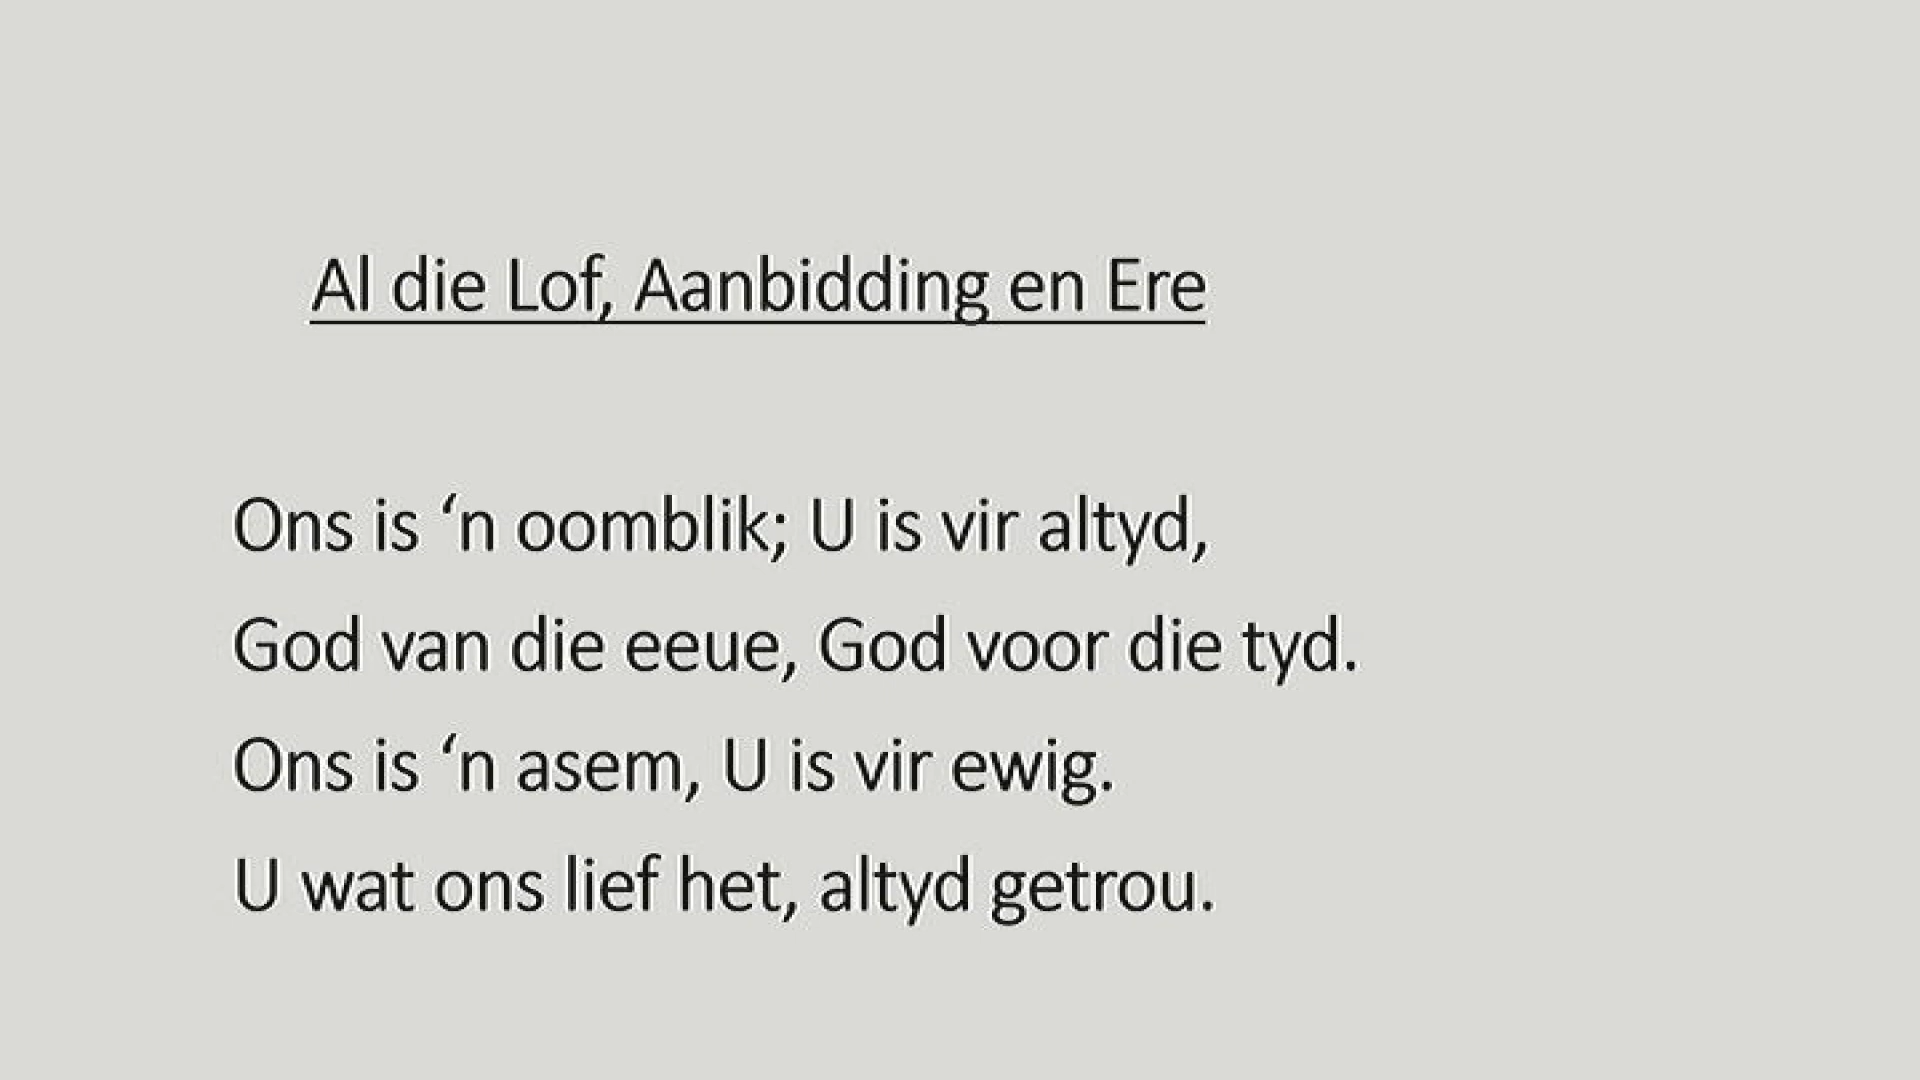 Al die Lof, Aanbidding en Ere
Ons is ‘n oomblik; U is vir altyd,
God van die eeue, God voor die tyd.
Ons is ‘n asem, U is vir ewig.
U wat ons lief het, altyd getrou.